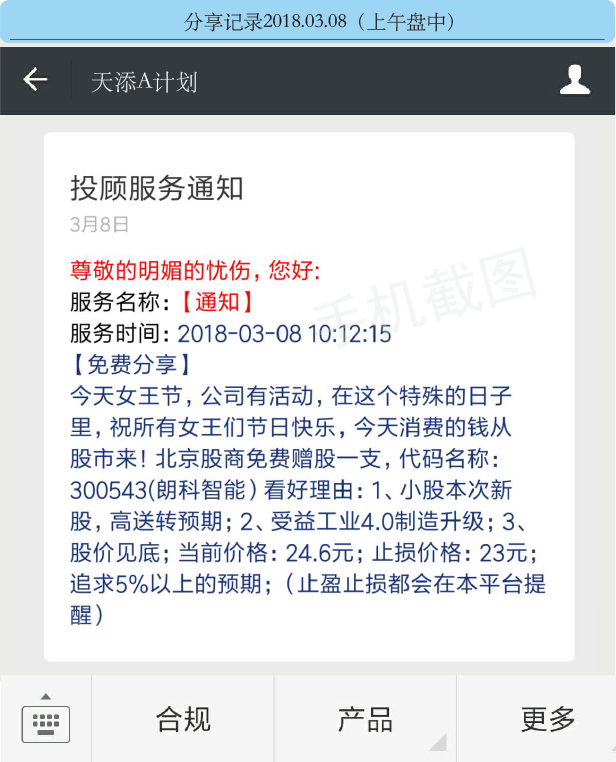 分享记录2018.03.08（上午盘中）
天添A计划
投顾服务通知
3月8日
尊敬的明媚的忧伤，您好:
服务名称:【通知】
服务时间: 2018-03-08 10:12:15
【免费分享】
今天女王节，公司有活动，在这个特殊的日子
里，祝所有女王们节日快乐，今天消费的钱从
股市来！北京股商免费赠股一支，代码名称:
300543(朗科智能) 看好理由: 1、小股本次新
股，高送转预期；2、受益工业4.0制造升级；3、
股价见底；当前价格: 24.6元；止损价格: 23元；
追求5%以上的预期；（止盈止损都会在本平台提
醒）
手机截图
合规
产品
更多